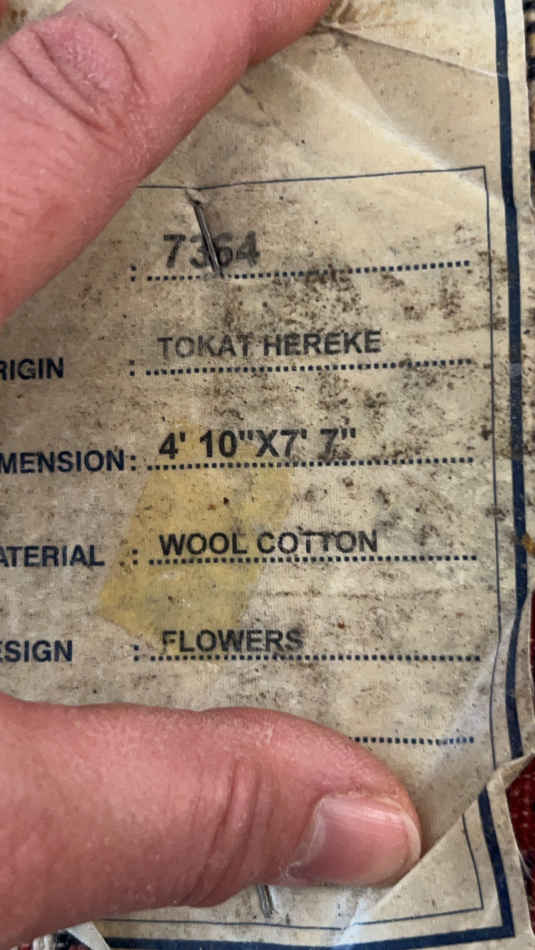 : 7364
RIGIN : TOKAT HEREKE
MENSION: 4' 10"X7' 7"
ATERIAL : WOOL COTTON
ESIGN : FLOWERS